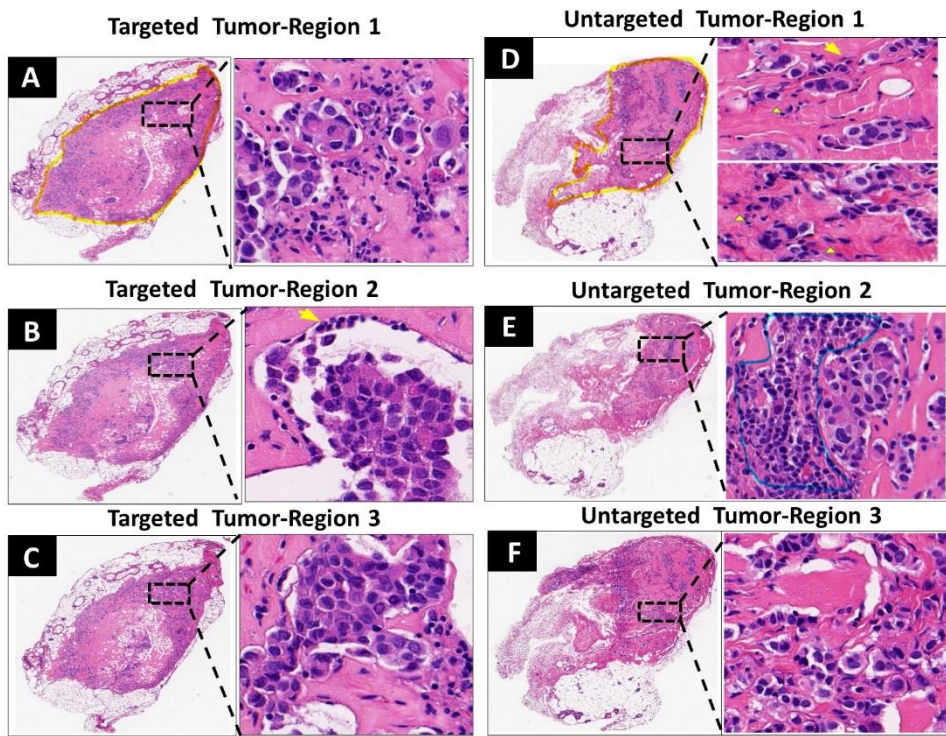 Targeted Tumor-Region 1
Untargeted Tumor-Region 1
A
D
Targeted Tumor-Region 2
Untargeted Tumor-Region 2
B
E
Targeted Tumor-Region 3
Untargeted Tumor-Region 3
C
F